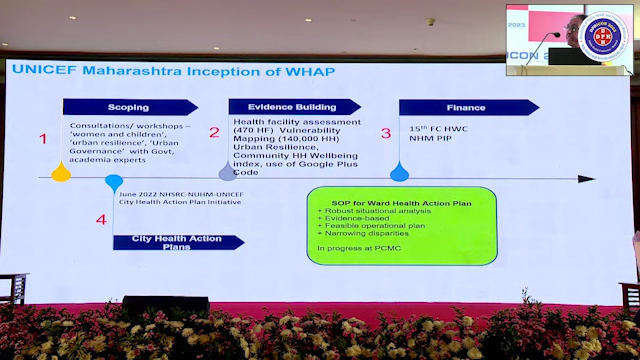 UNICEF Maharashtra Inception of WHAP
Scoping
1
Consultations/ workshops –
‘women and children’,
‘urban resilience’, ‘Urban
Governance’ with Govt,
academia experts
Evidence Building
2
Health facility assessment
(470 HF) Vulnerability
Mapping (140,000 HH)
Urban Resilience,
Community HH Wellbeing
index, use of Google Plus
Code
Finance
3
15th FC HWC
NHM PIP
June 2022 NHSRC-NUHM-UNICEF
City Health Action Plan Initiative
4
City Health Action
Plans
SOP for Ward Health Action Plan
+ Robust situational analysis
+ Evidence-based
+ Feasible operational plan
+ Narrowing disparities
In progress at PCMC
2023
DPH